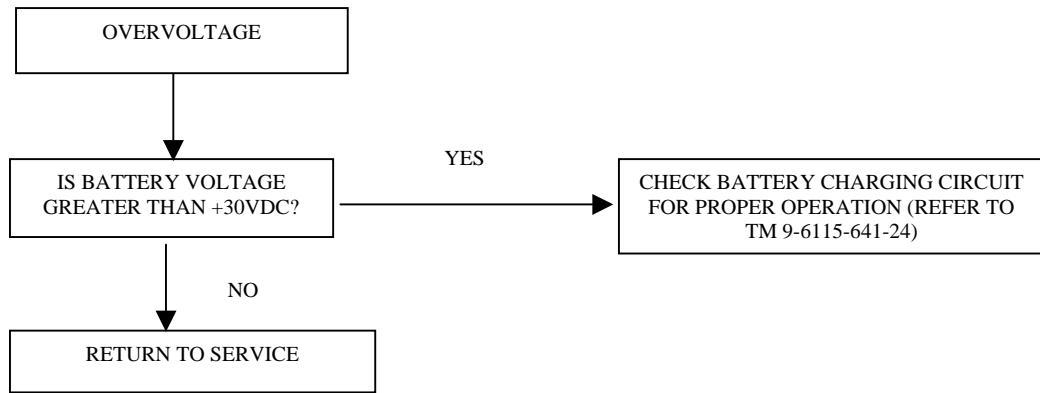 OVERVOLTAGE
IS BATTERY VOLTAGE
GREATER THAN +30VDC?
YES
CHECK BATTERY CHARGING CIRCUIT
FOR PROPER OPERATION (REFER TO
TM 9-6115-641-24)
NO
RETURN TO SERVICE